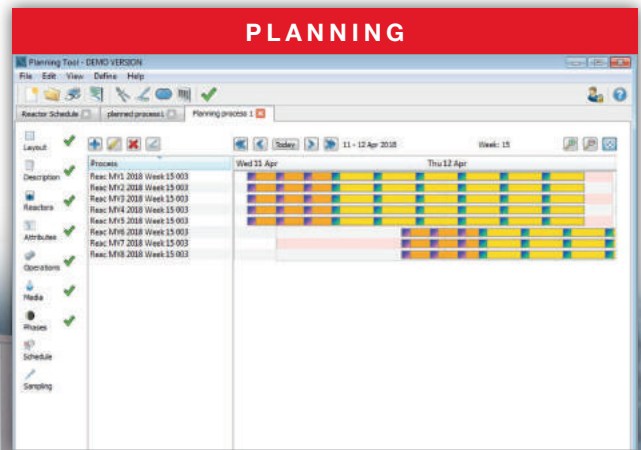 PLANNING
Planning Tool - DEMO VERSION
File Edit View Define Help
Reactor Schedule planned process1 Planning process 1
Layout
Description
Reactors
Attributes
Operations
Media
Phases
Schedule
Sampling
Today 11 - 12 Apr 2018 Week: 15
Process Wed 11 Apr Thu 12 Apr
Reac MY1 2018 Week 15 003
Reac MY2 2018 Week 15 003
Reac MY3 2018 Week 15 003
Reac MY4 2018 Week 15 003
Reac MY5 2018 Week 15 003
Reac MY6 2018 Week 15 003
Reac MY7 2018 Week 15 003
Reac MY8 2018 Week 15 003